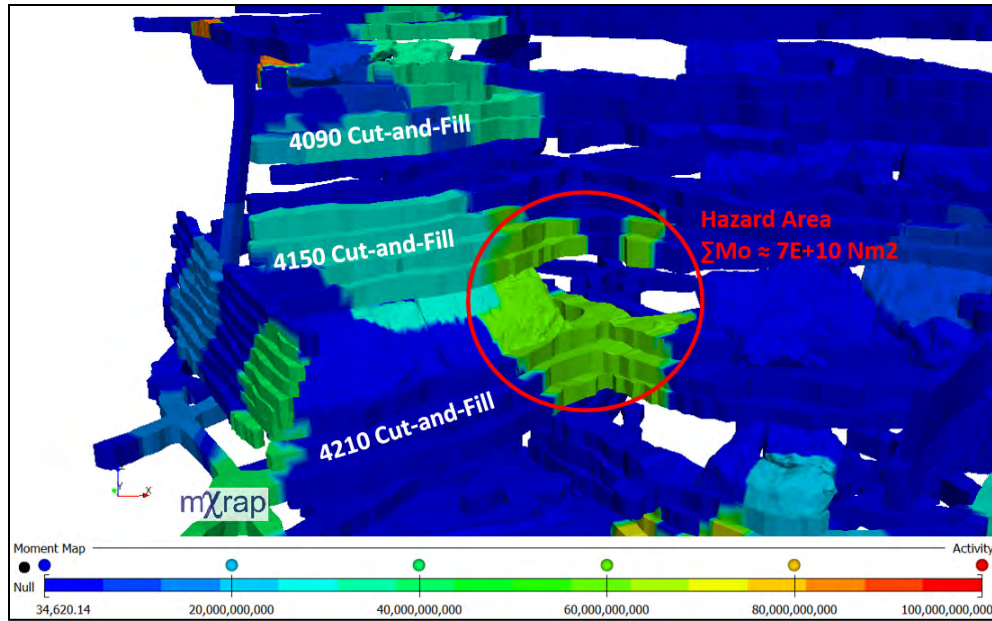 4090 Cut-and-Fill
4150 Cut-and-Fill
Hazard Area
∑Mo ≈ 7E+10 Nm2
4210 Cut-and-Fill
Y
X
mχrap
Moment Map
Activity
Null
34,620.14
20,000,000,000
40,000,000,000
60,000,000,000
80,000,000,000
100,000,000,000